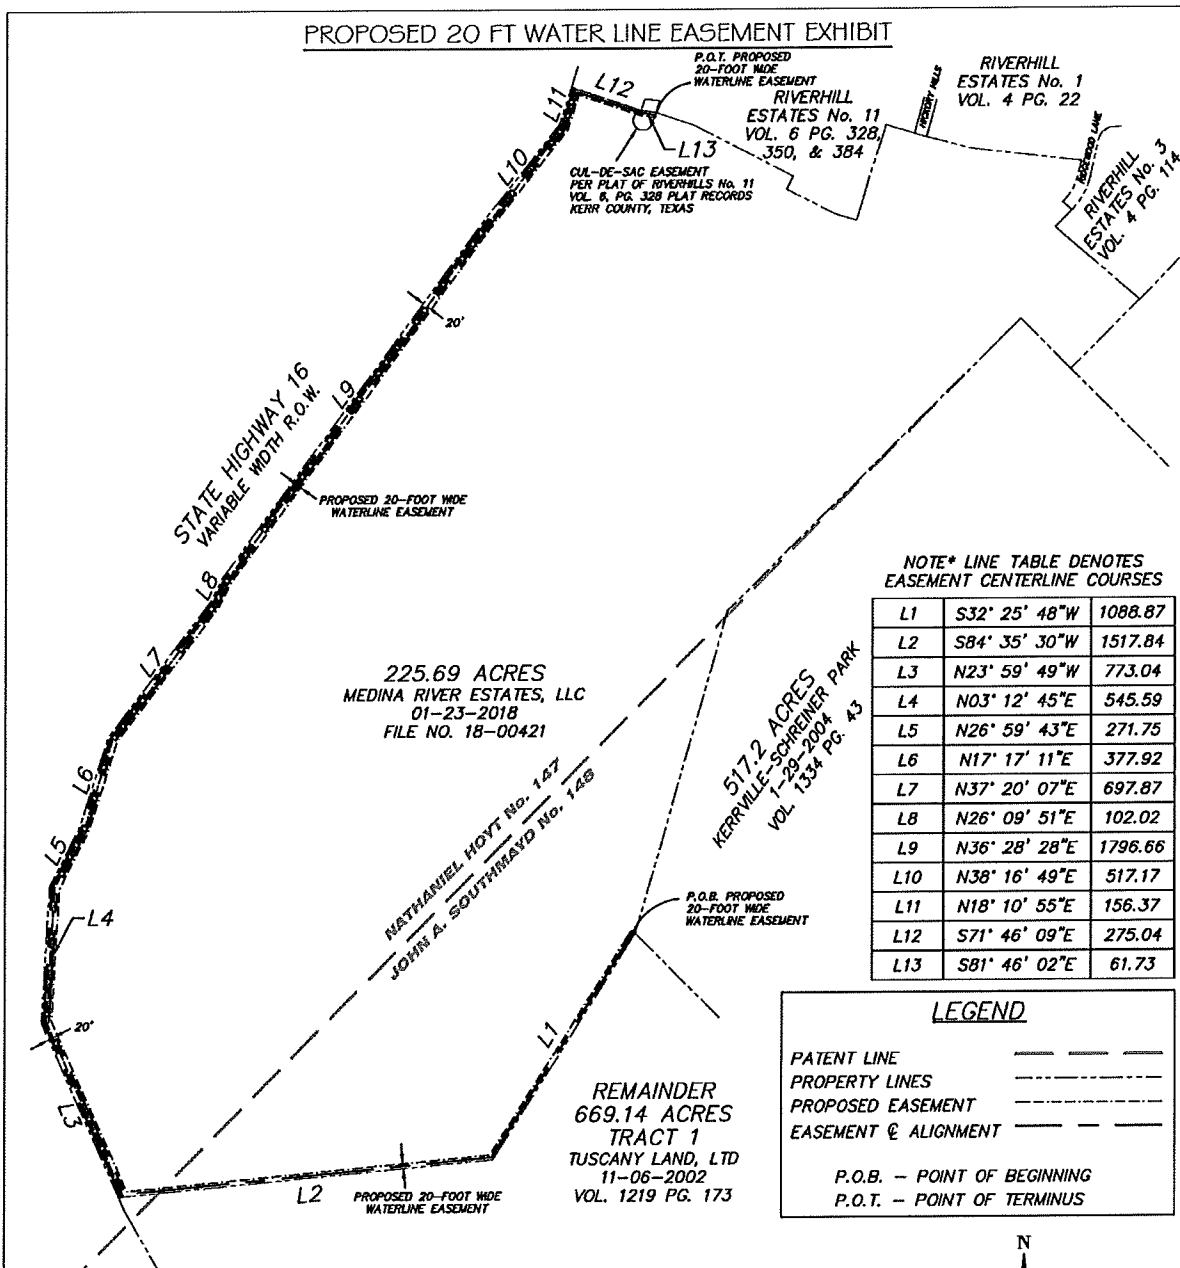 PROPOSED 20 FT WATER LINE EASEMENT EXHIBIT
P.O.T. PROPOSED
20-FOOT WIDE
WATERLINE EASEMENT
L12
L11
L13
L10
RIVERHILL
ESTATES No. 11
VOL. 6 PG. 328,
350, & 384
HICKORY HILLS
RIVERHILL
ESTATES No. 1
VOL. 4 PG. 22
RIDGEWOOD LANE
RIVERHILL
ESTATES No. 3
VOL. 4 PG. 114
CUL-DE-SAC EASEMENT
PER PLAT OF RIVERHILLS No. 11
VOL. 6, PG. 328 PLAT RECORDS
KERR COUNTY, TEXAS
20'
L9
STATE HIGHWAY 16
VARIABLE WIDTH R.O.W.
PROPOSED 20-FOOT WIDE
WATERLINE EASEMENT
L8
L7
L6
L5
L4
225.69 ACRES
MEDINA RIVER ESTATES, LLC
01-23-2018
FILE NO. 18-00421
NATHANIEL HOYT No. 147
JOHN A. SOUTHMAYD No. 148
517.2 ACRES
KERRVILLE-SCHREINER PARK
1-29-2004
VOL. 1334 PG. 43
P.O.B. PROPOSED
20-FOOT WIDE
WATERLINE EASEMENT
20'
L3
L1
L2
PROPOSED 20-FOOT WIDE
WATERLINE EASEMENT
REMAINDER
669.14 ACRES
TRACT 1
TUSCANY LAND, LTD
11-06-2002
VOL. 1219 PG. 173
NOTE* LINE TABLE DENOTES
EASEMENT CENTERLINE COURSES
L1 S32° 25' 48"W 1088.87
L2 S84° 35' 30"W 1517.84
L3 N23° 59' 49"W 773.04
L4 N03° 12' 45"E 545.59
L5 N26° 59' 43"E 271.75
L6 N17° 17' 11"E 377.92
L7 N37° 20' 07"E 697.87
L8 N26° 09' 51"E 102.02
L9 N36° 28' 28"E 1796.66
L10 N38° 16' 49"E 517.17
L11 N18° 10' 55"E 156.37
L12 S71° 46' 09"E 275.04
L13 S81° 46' 02"E 61.73
LEGEND
PATENT LINE
PROPERTY LINES
PROPOSED EASEMENT
EASEMENT ℄ ALIGNMENT
P.O.B. - POINT OF BEGINNING
P.O.T. - POINT OF TERMINUS
N